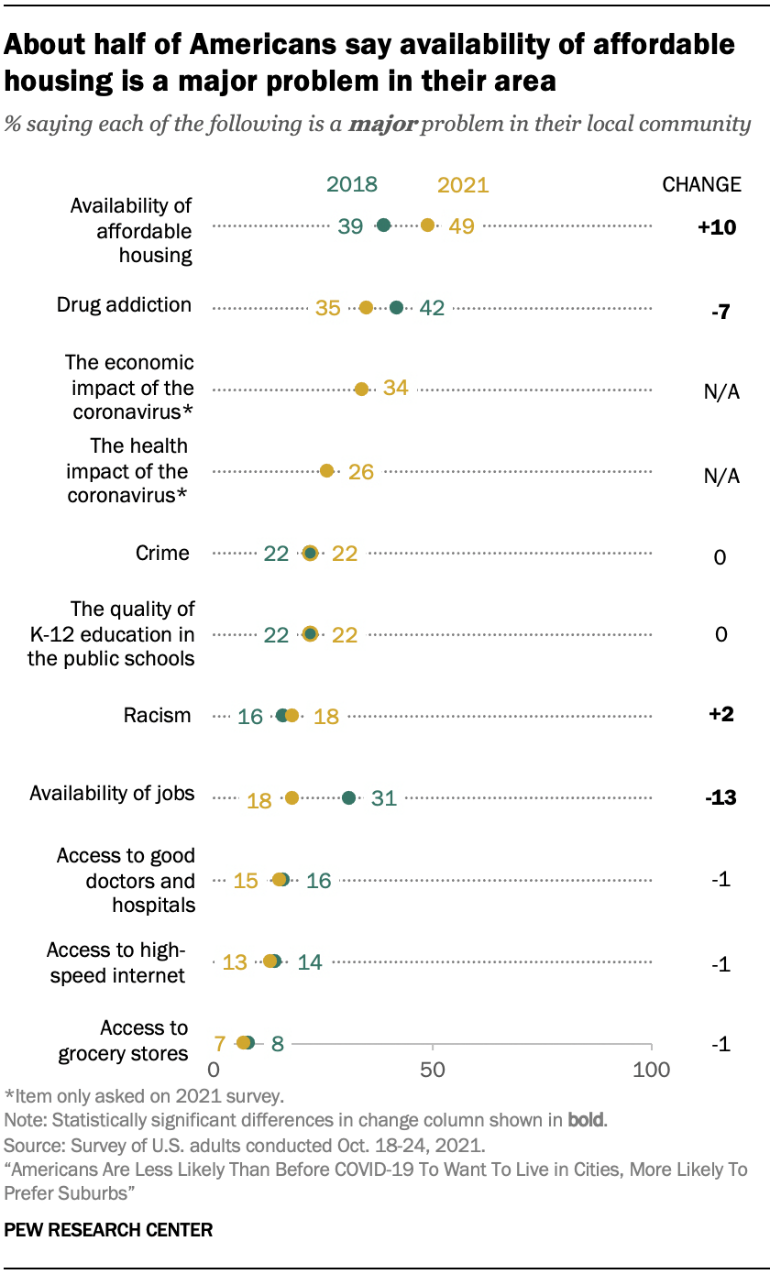 About half of Americans say availability of affordable
housing is a major problem in their area
% saying each of the following is a major problem in their local community
2018 2021 CHANGE
Availability of
affordable
housing
39 49 +10
Drug addiction 35 42 -7
The economic
impact of the
coronavirus*
34 N/A
The health
impact of the
coronavirus*
26 N/A
Crime 22 22 0
The quality of
K-12 education in
the public schools
22 22 0
Racism 16 18 +2
Availability of jobs 18 31 -13
Access to good
doctors and
hospitals
15 16 -1
Access to high-
speed internet
13 14 -1
Access to
grocery stores
7 8 -1
0 50 100
*Item only asked on 2021 survey.
Note: Statistically significant differences in change column shown in bold.
Source: Survey of U.S. adults conducted Oct. 18-24, 2021.
“Americans Are Less Likely Than Before COVID-19 To Want To Live in Cities, More Likely To
Prefer Suburbs”
PEW RESEARCH CENTER